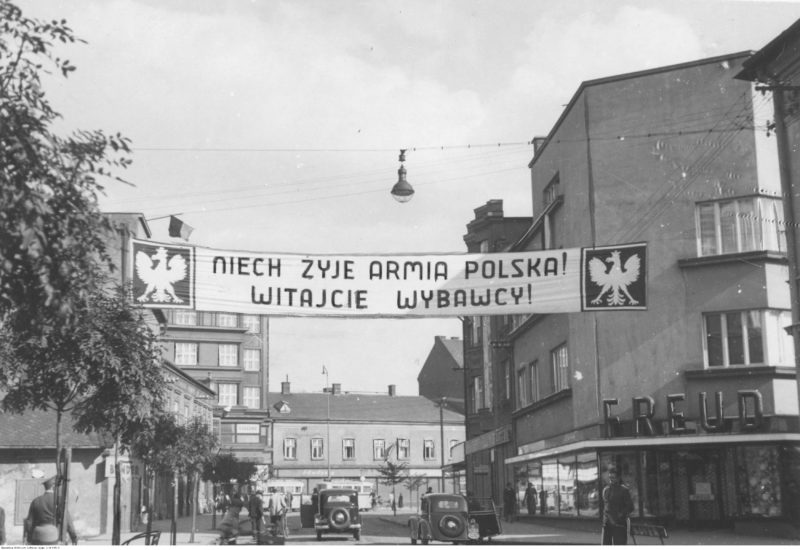 NIECH ŻYJE ARMIA POLSKA!
WITAJCIE WYBAWCY!
FREUD